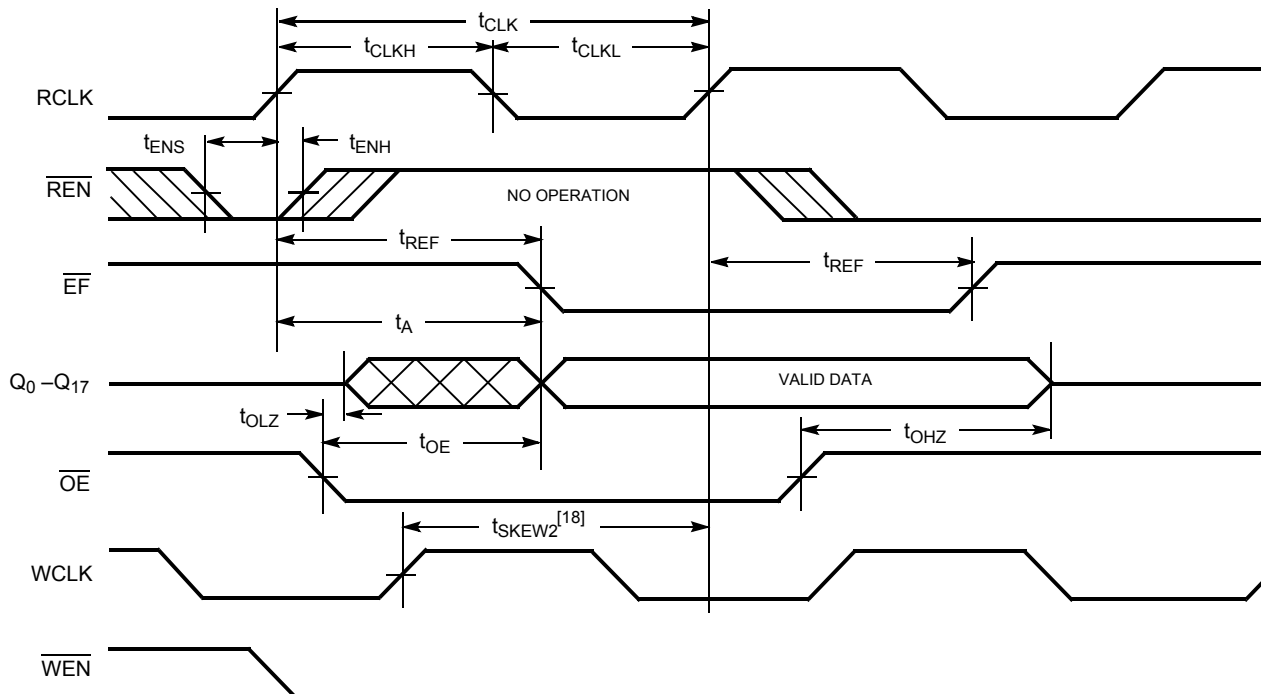 tCLK
tCLKH
tCLKL
RCLK
tENS
tENH
REN
NO OPERATION
tREF
tREF
EF
tA
Q0 –Q17
VALID DATA
tOLZ
tOE
tOHZ
OE
tSKEW2[18]
WCLK
WEN